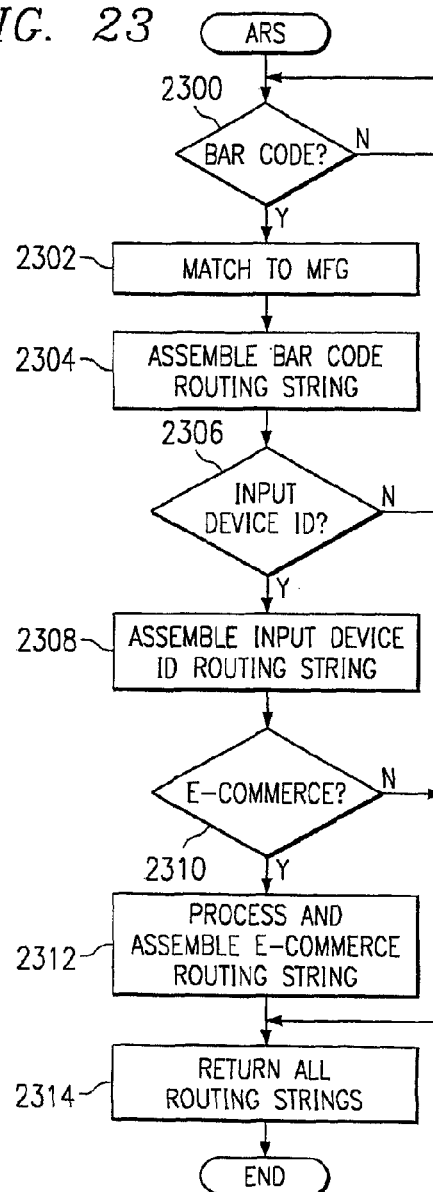 FIG. 23
ARS
2300
BAR CODE?
N
Y
2302
MATCH TO MFG
2304
ASSEMBLE BAR CODE
ROUTING STRING
2306
INPUT
DEVICE ID?
N
Y
2308
ASSEMBLE INPUT DEVICE
ID ROUTING STRING
E-COMMERCE?
N
2310
Y
2312
PROCESS AND
ASSEMBLE E-COMMERCE
ROUTING STRING
2314
RETURN ALL
ROUTING STRINGS
END